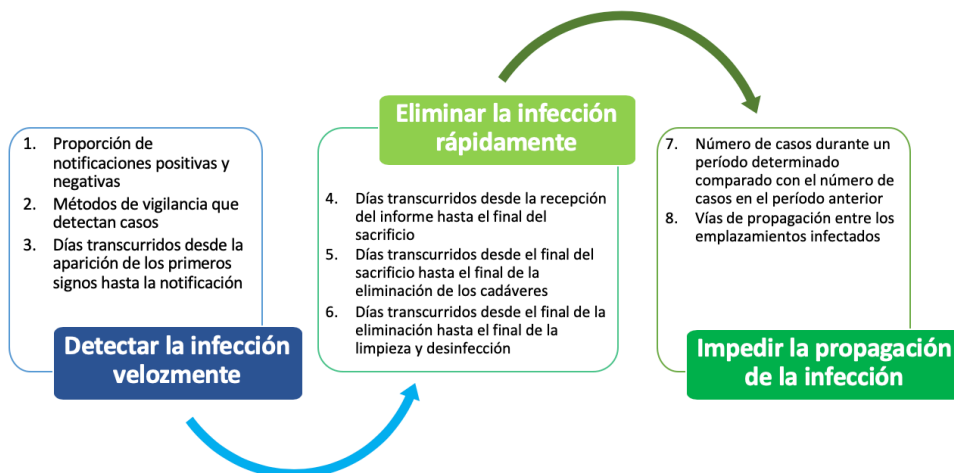 1. Proporción de
notificaciones positivas y
negativas
2. Métodos de vigilancia que
detectan casos
3. Días transcurridos desde la
aparición de los primeros
signos hasta la notificación
Detectar la infección
velozmente
Eliminar la infección
rápidamente
4. Días transcurridos desde la recepción
del informe hasta el final del
sacrificio
5. Días transcurridos desde el final del
sacrificio hasta el final de la
eliminación de los cadáveres
6. Días transcurridos desde el final de la
eliminación hasta el final de la
limpieza y desinfección
7. Número de casos durante un
período determinado
comparado con el número de
casos en el período anterior
8. Vías de propagación entre los
emplazamientos infectados
Impedir la propagación
de la infección